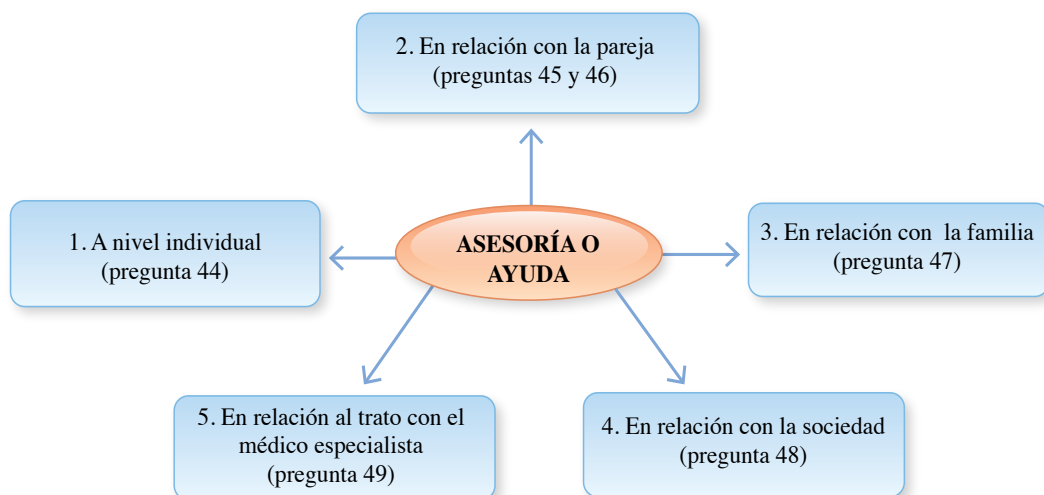 2. En relación con la pareja
(preguntas 45 y 46)
1. A nivel individual
(pregunta 44)
ASESORÍA O
AYUDA
3. En relación con la familia
(pregunta 47)
5. En relación al trato con el
médico especialista
(pregunta 49)
4. En relación con la sociedad
(pregunta 48)